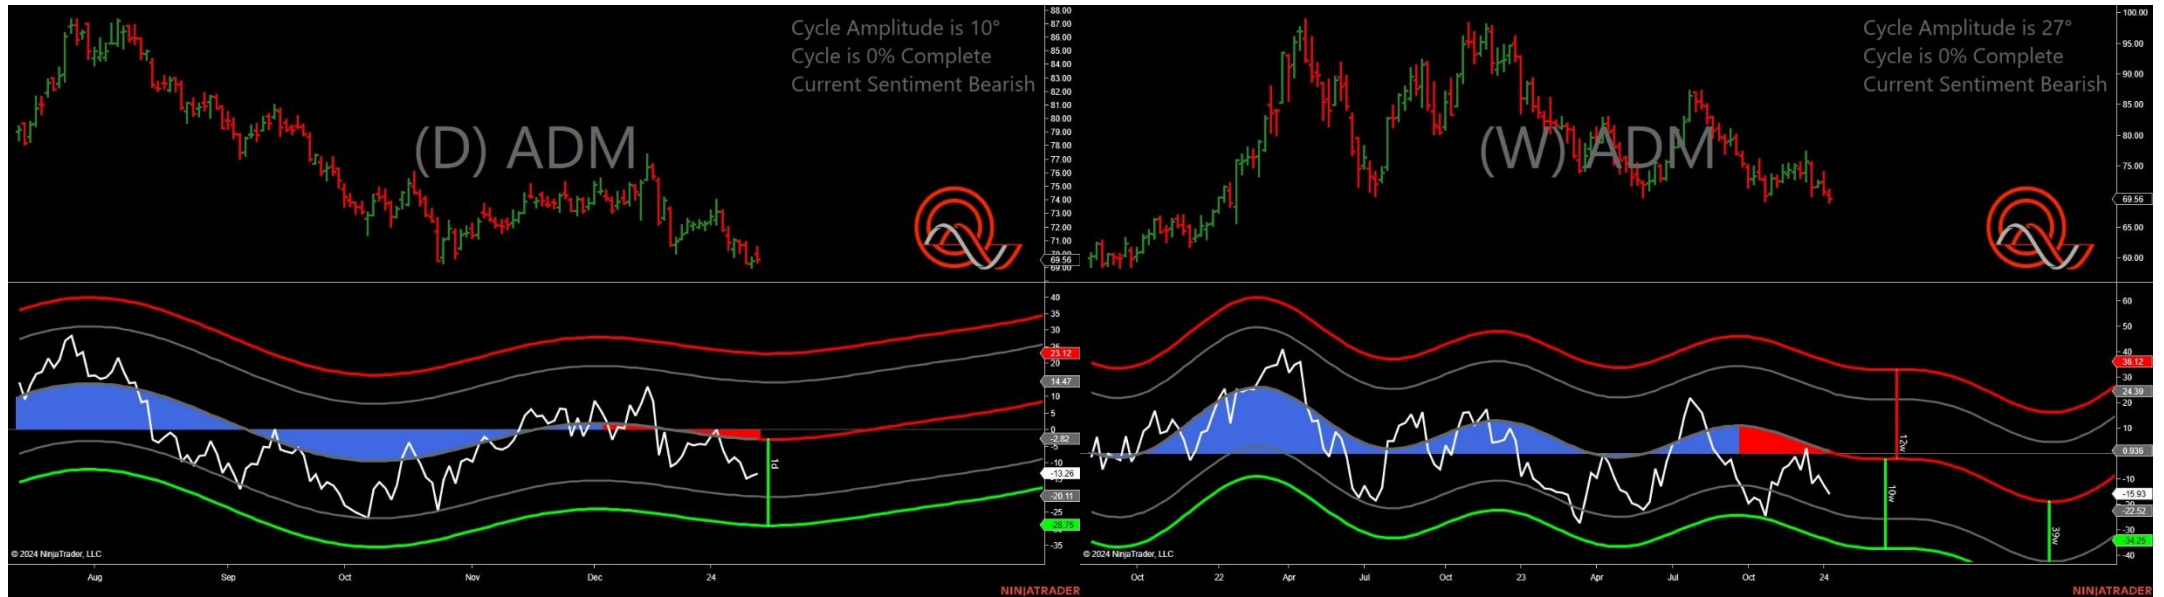 Cycle Amplitude is 10°
Cycle is 0% Complete
Current Sentiment Bearish
(D) ADM
88.00
87.00
86.00
85.00
84.00
83.00
82.00
81.00
80.00
79.00
78.00
77.00
76.00
75.00
74.00
73.00
72.00
71.00
69.56
69.00
40
35
30
25
23.12
20
14.47
10
5
0
-2.82
-5
-10
-13.26
-20.11
-25
-28.75
-35
1d
© 2024 NinjaTrader, LLC
Aug
Sep
Oct
Nov
Dec
24
NINJATRADER
Cycle Amplitude is 27°
Cycle is 0% Complete
Current Sentiment Bearish
(W) ADM
100.00
95.00
90.00
85.00
80.00
75.00
69.56
65.00
60.00
60
50
40
36.12
30
24.39
20
10
0.936
-10
-15.93
-22.52
-30
-34.25
-40
12w
10w
39w
© 2024 NinjaTrader, LLC
Oct
22
Apr
Jul
Oct
23
Apr
Jul
Oct
24
NINJATRADER